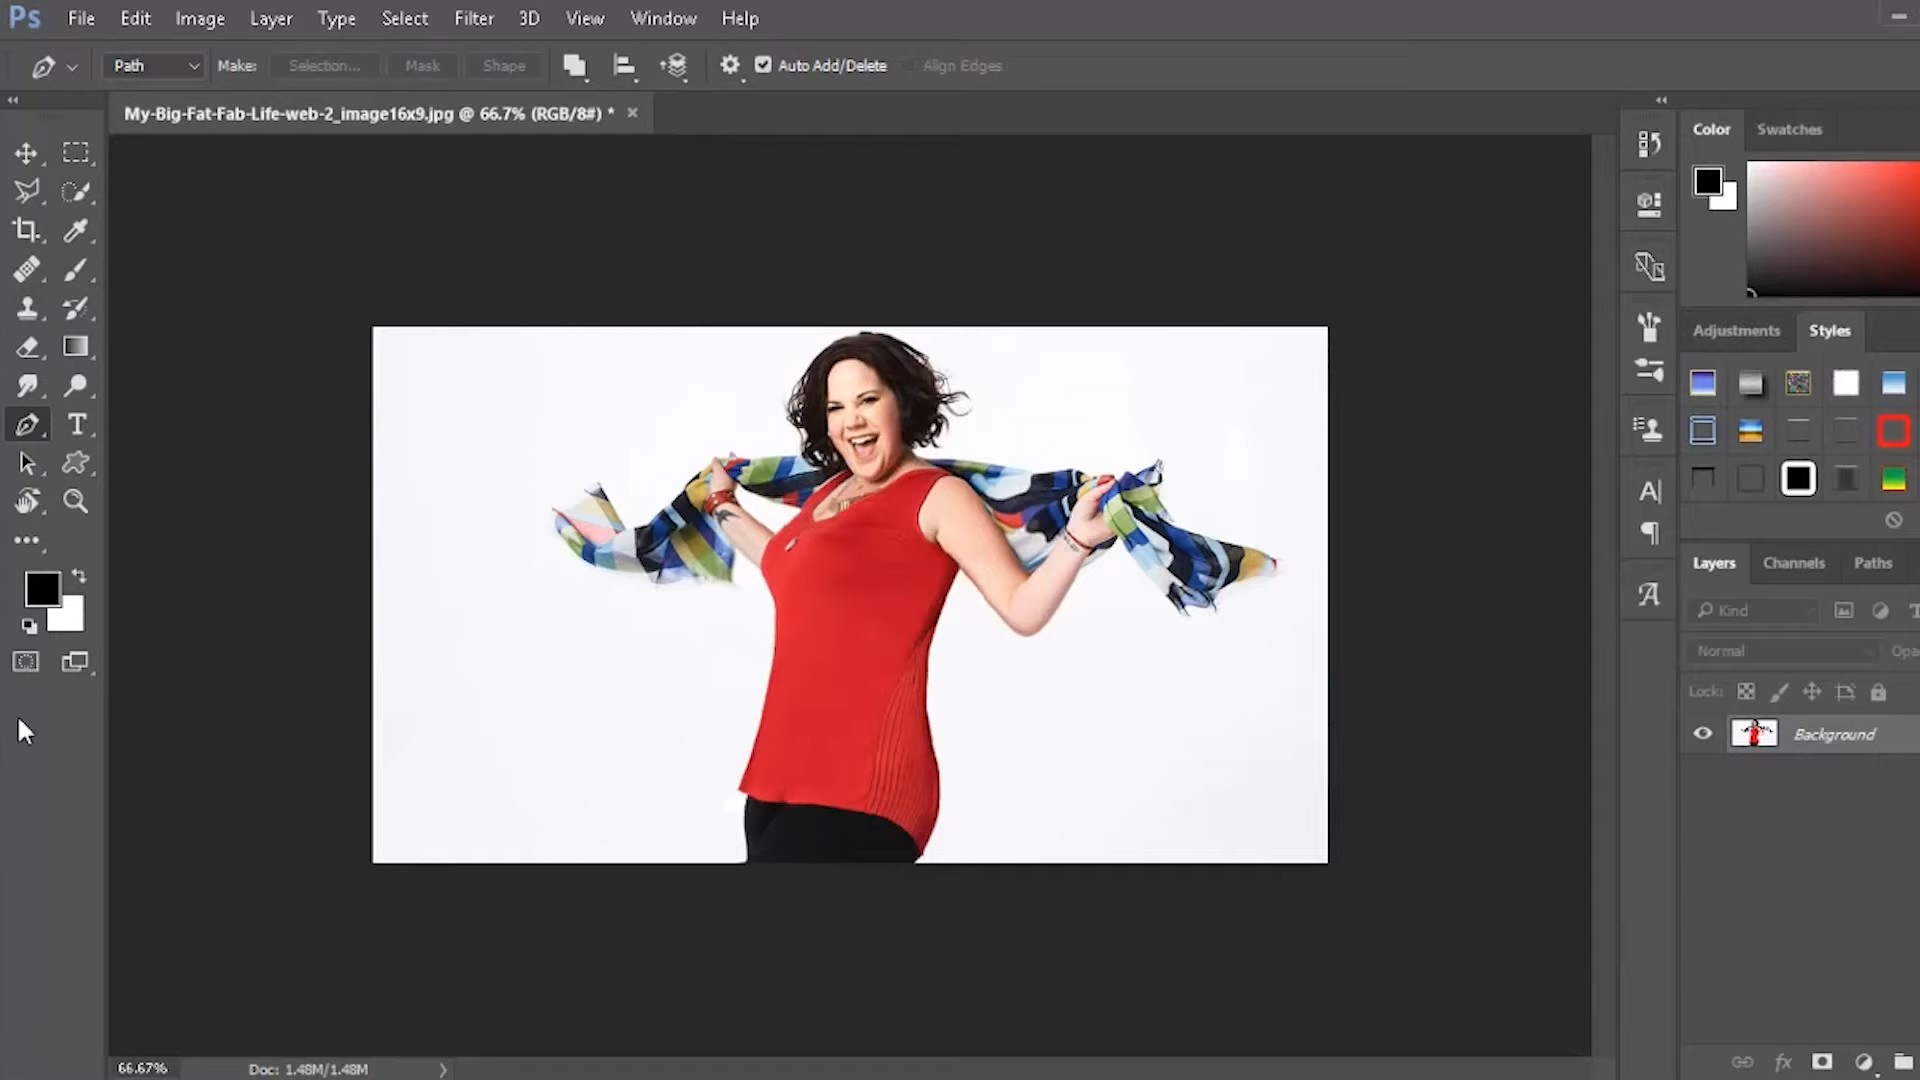 Ps File Edit Image Layer Type Select Filter 3D View Window Help
Path Make: Selection... Mask Shape Auto Add/Delete Align Edges
My-Big-Fat-Fab-Life-web-2_image16x9.jpg @ 66.7% (RGB/8#) * ×
Color Swatches
Adjustments Styles
Layers Channels Paths
Kind
Normal Opa
Lock:
Background
fx
66.67% Doc: 1.48M/1.48M